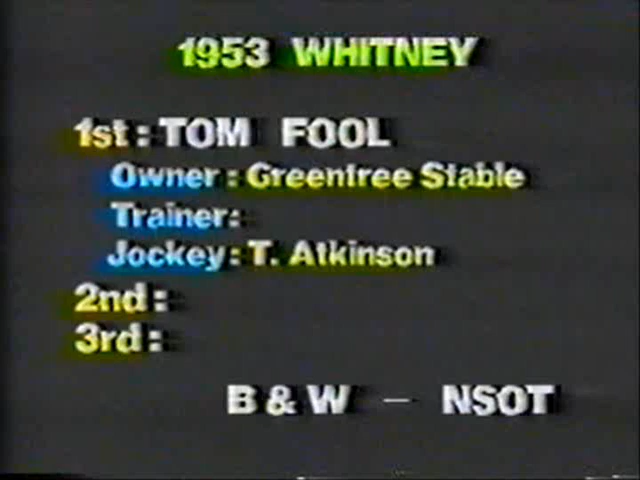 1953 WHITNEY
1st: TOM FOOL
Owner: Greentree Stable
Trainer:
Jockey: T. Atkinson
2nd:
3rd:
B & W - NSOT